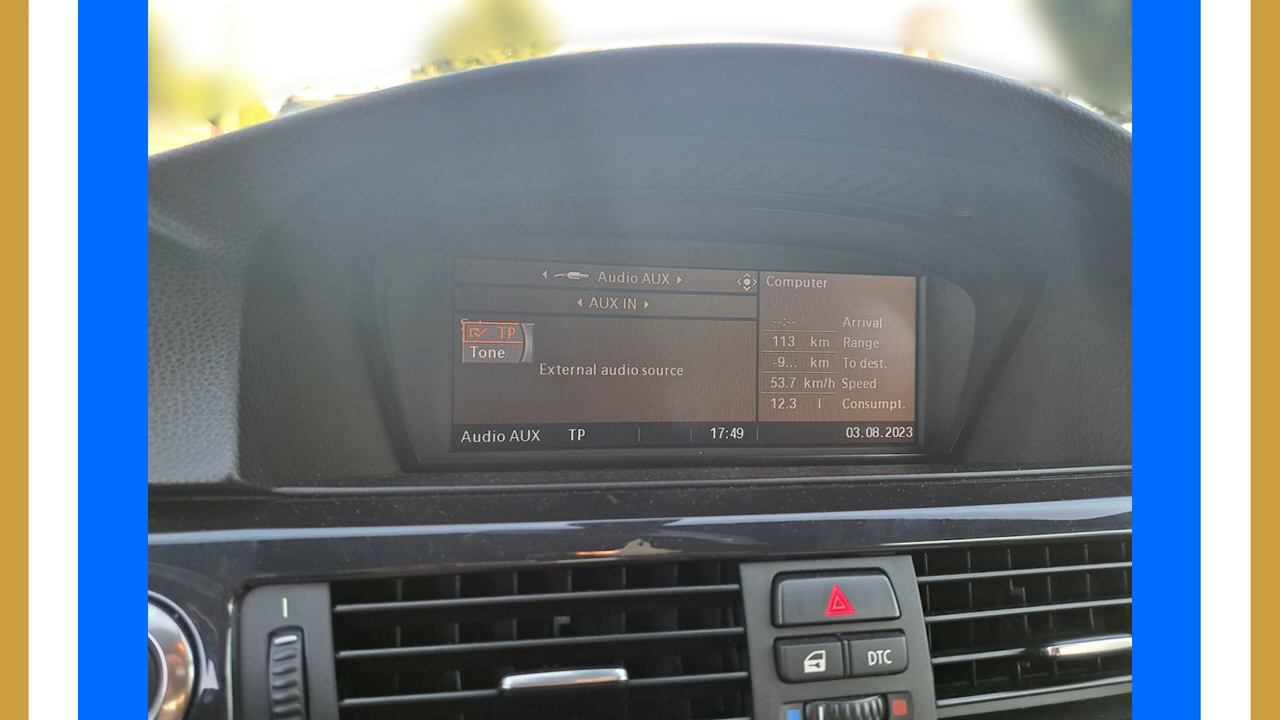 Audio AUX
AUX IN
TP
Tone
External audio source
Audio AUX TP 17:49
Computer
--:-- Arrival
113 km Range
-9... km To dest.
53.7 km/h Speed
12.3 l Consumpt.
03.08.2023
DTC